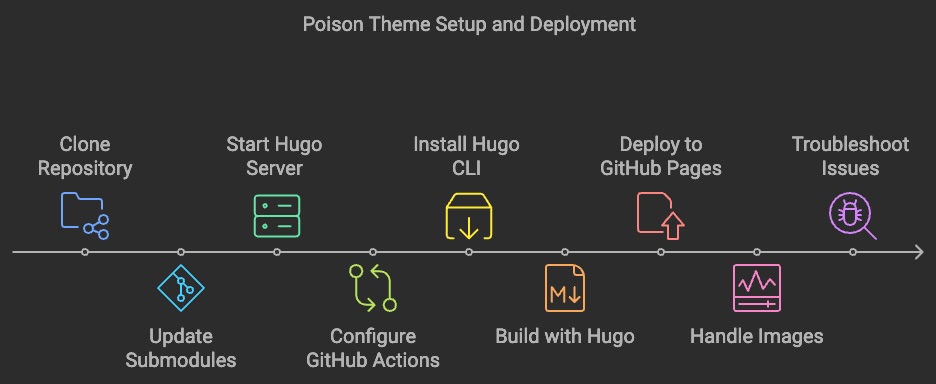 Poison Theme Setup and Deployment
Clone
Repository
Update
Submodules
Start Hugo
Server
Configure
GitHub Actions
Install Hugo
CLI
M
Build with Hugo
Deploy to
GitHub Pages
Handle Images
Troubleshoot
Issues